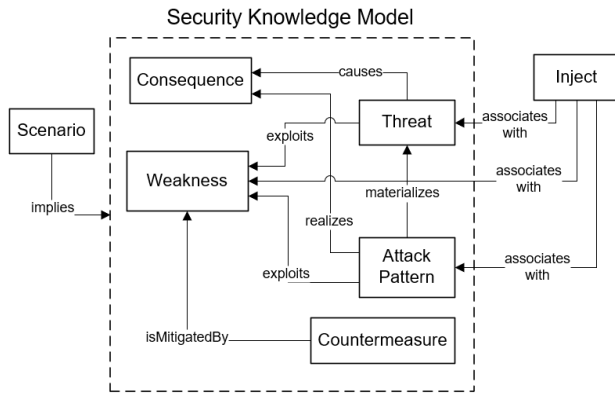 Security Knowledge Model
Consequence
causes
Inject
Scenario
Threat
associates
with
exploits
Weakness
associates
with
materializes
implies
realizes
Attack
Pattern
associates
with
exploits
isMitigatedBy
Countermeasure